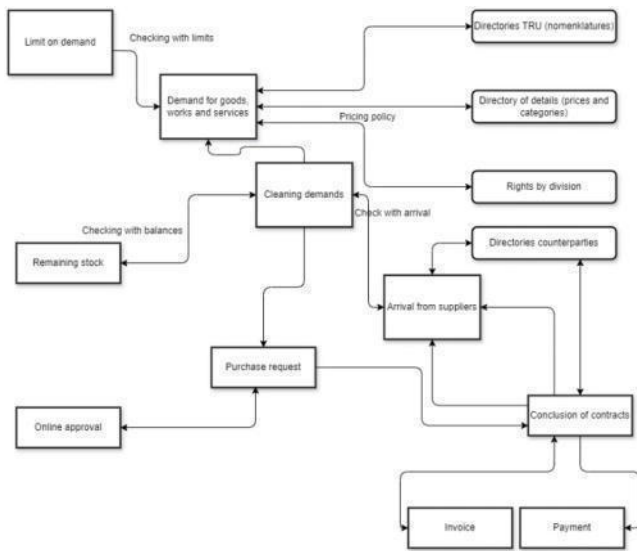 Directories TRU (nomenklatures)
Limit on demand
Checking with limits
Demand for goods,
works and services
Directory of details (prices and
categories)
Pricing policy
Cleaning demands
Rights by division
Check with arrival
Checking with balances
Directories counterparties
Remaining stock
Arrival from suppliers
Purchase request
Online approval
Conclusion of contracts
Invoice
Payment